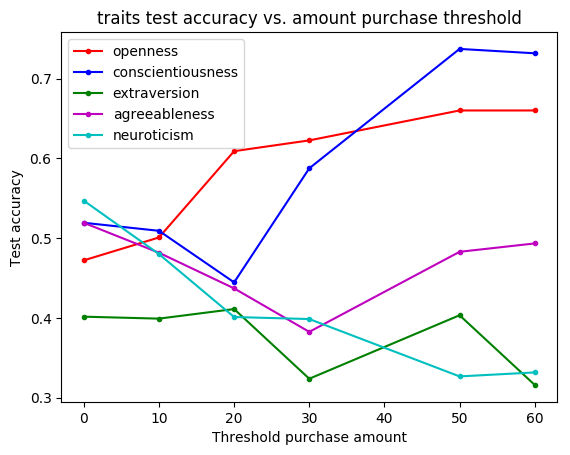 traits test accuracy vs. amount purchase threshold
openness
conscientiousness
extraversion
agreeableness
neuroticism
Test accuracy
0.7
0.6
0.5
0.4
0.3
0 10 20 30 40 50 60
Threshold purchase amount